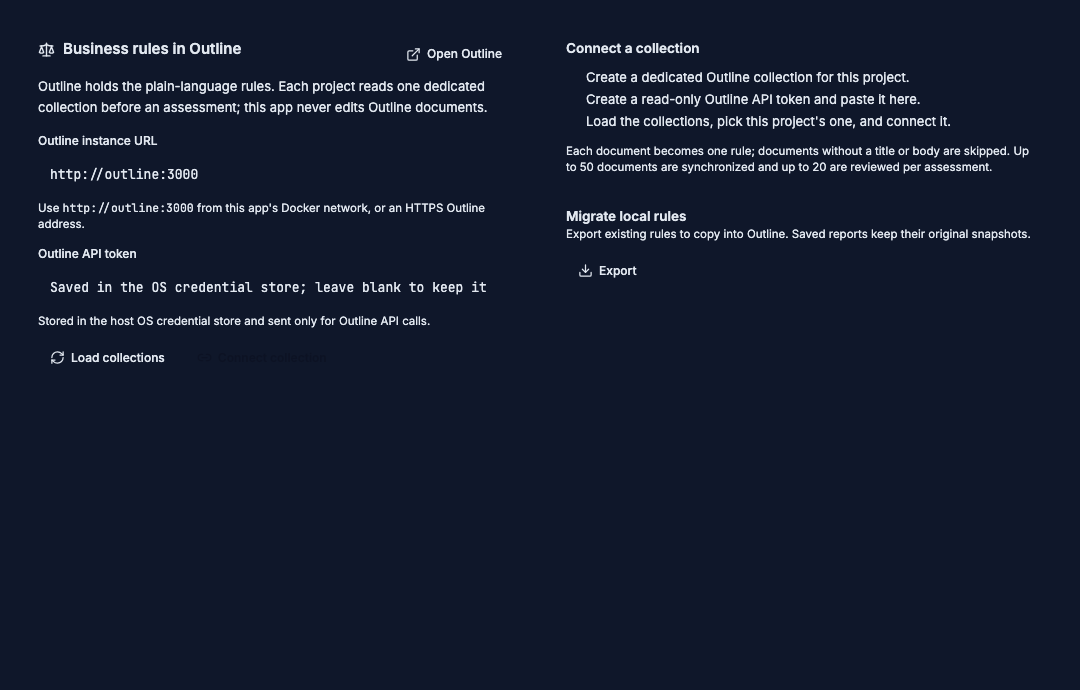 Business rules in Outline
Open Outline
Outline holds the plain-language rules. Each project reads one dedicated
collection before an assessment; this app never edits Outline documents.
Outline instance URL
http://outline:3000
Use http://outline:3000 from this app's Docker network, or an HTTPS Outline
address.
Outline API token
Saved in the OS credential store; leave blank to keep it
Stored in the host OS credential store and sent only for Outline API calls.
Load collections
Connect collection
Connect a collection
Create a dedicated Outline collection for this project.
Create a read-only Outline API token and paste it here.
Load the collections, pick this project's one, and connect it.
Each document becomes one rule; documents without a title or body are skipped. Up
to 50 documents are synchronized and up to 20 are reviewed per assessment.
Migrate local rules
Export existing rules to copy into Outline. Saved reports keep their original snapshots.
Export